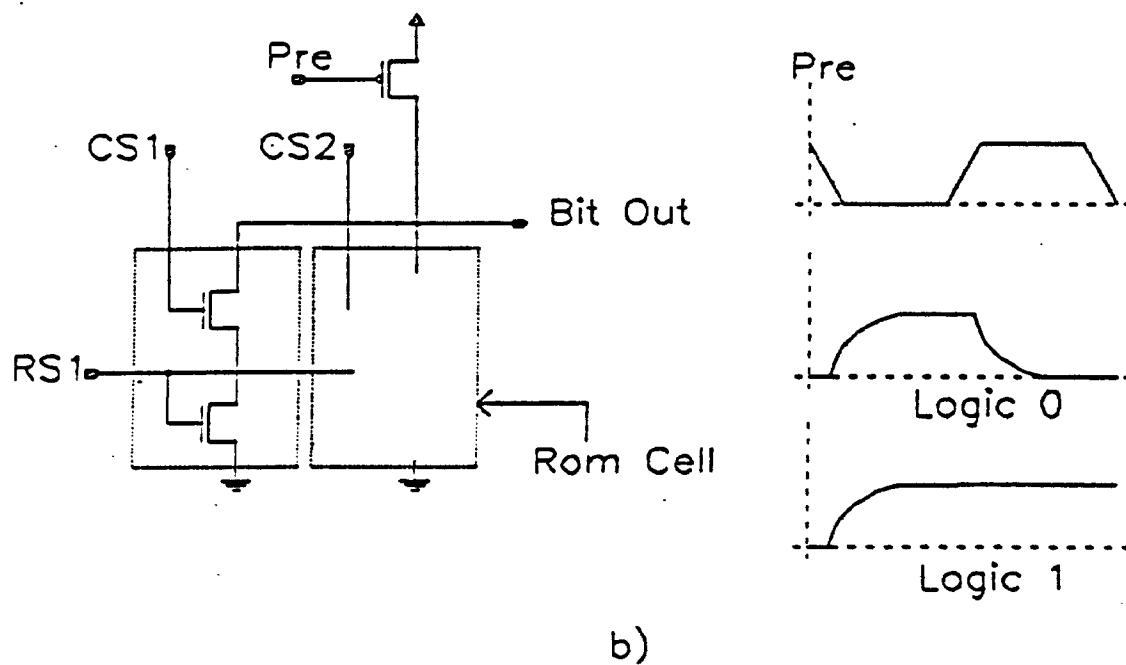 Pre
CS1
CS2
Bit Out
RS1
Rom Cell
Pre
Logic 0
Logic 1
b)